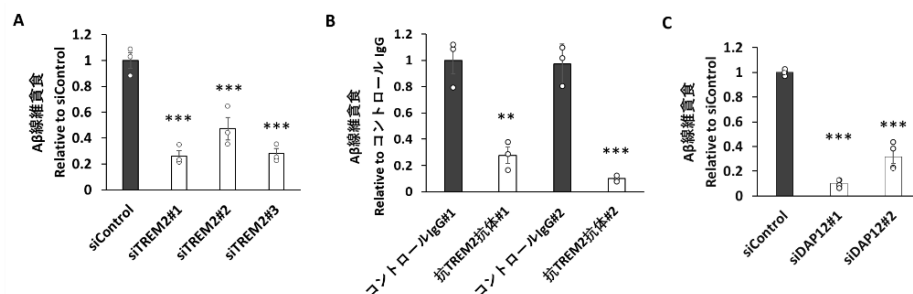 A
Aβ線維貪食
Relative to siControl
1.2
1
0.8
0.6
0.4
0.2
0
***
***
***
siControl
siTREM2#1
siTREM2#2
siTREM2#3
B
Aβ線維貪食
Relative to コントロール IgG
1.2
1
0.8
0.6
0.4
0.2
0
**
***
コントロールIgG#1
抗TREM2抗体#1
コントロールIgG#2
抗TREM2抗体#2
C
Aβ線維貪食
Relative to siControl
1.2
1
0.8
0.6
0.4
0.2
0
***
***
siControl
siDAP12#1
siDAP12#2